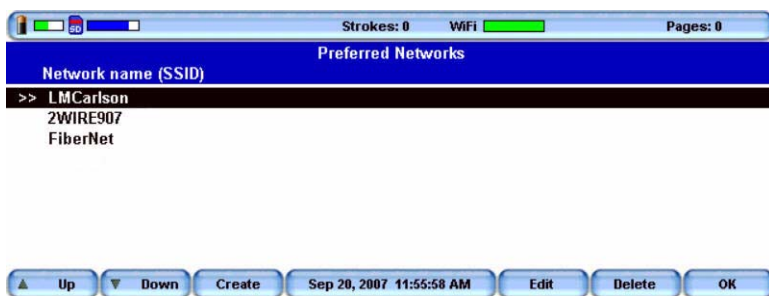 SD Strokes: 0 WiFi Pages: 0
Preferred Networks
Network name (SSID)
>> LMCarlson
2WIRE907
FiberNet
Up Down Create Sep 20, 2007 11:55:58 AM Edit Delete OK